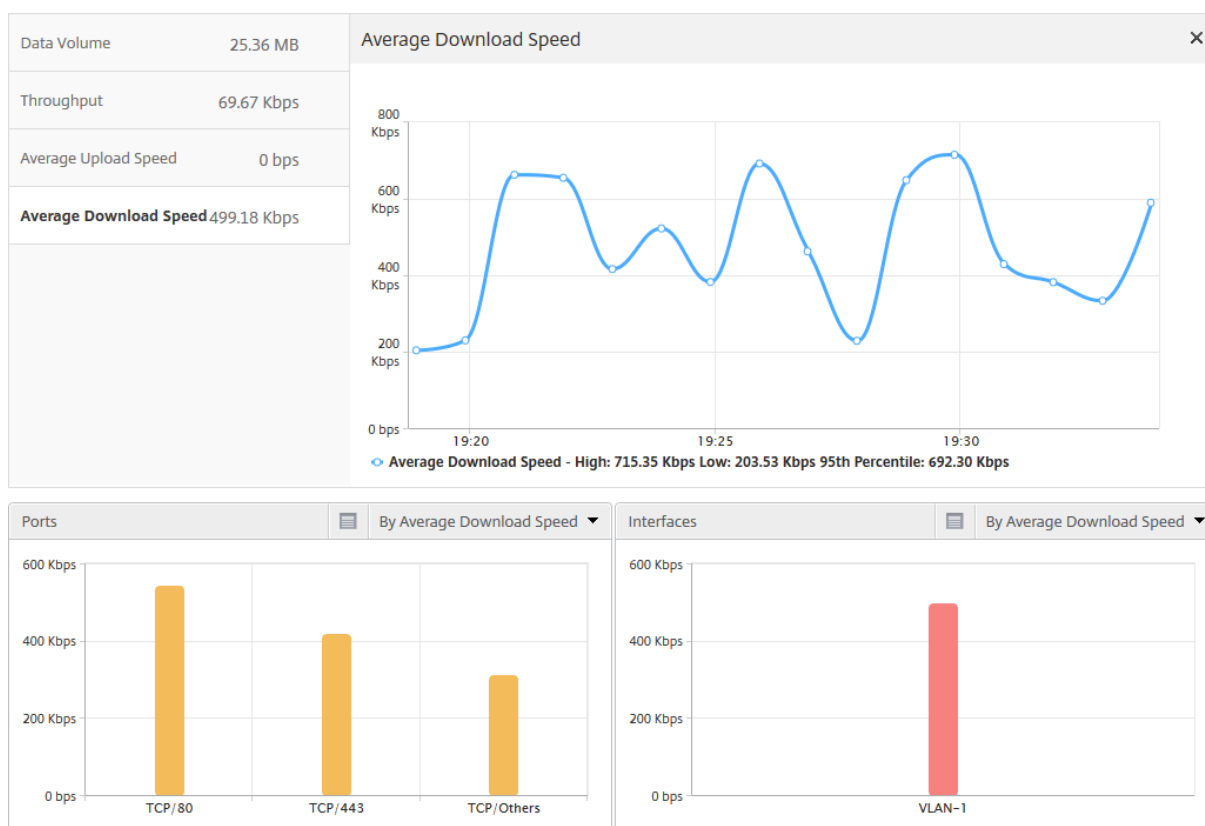 Data Volume 25.36 MB
Throughput 69.67 Kbps
Average Upload Speed 0 bps
Average Download Speed 499.18 Kbps
Average Download Speed ×
800
Kbps
600
Kbps
400
Kbps
200
Kbps
0 bps
19:20 19:25 19:30
Average Download Speed - High: 715.35 Kbps Low: 203.53 Kbps 95th Percentile: 692.30 Kbps
Ports By Average Download Speed
600 Kbps
400 Kbps
200 Kbps
0 bps
TCP/80 TCP/443 TCP/Others
Interfaces By Average Download Speed
600 Kbps
400 Kbps
200 Kbps
0 bps
VLAN-1